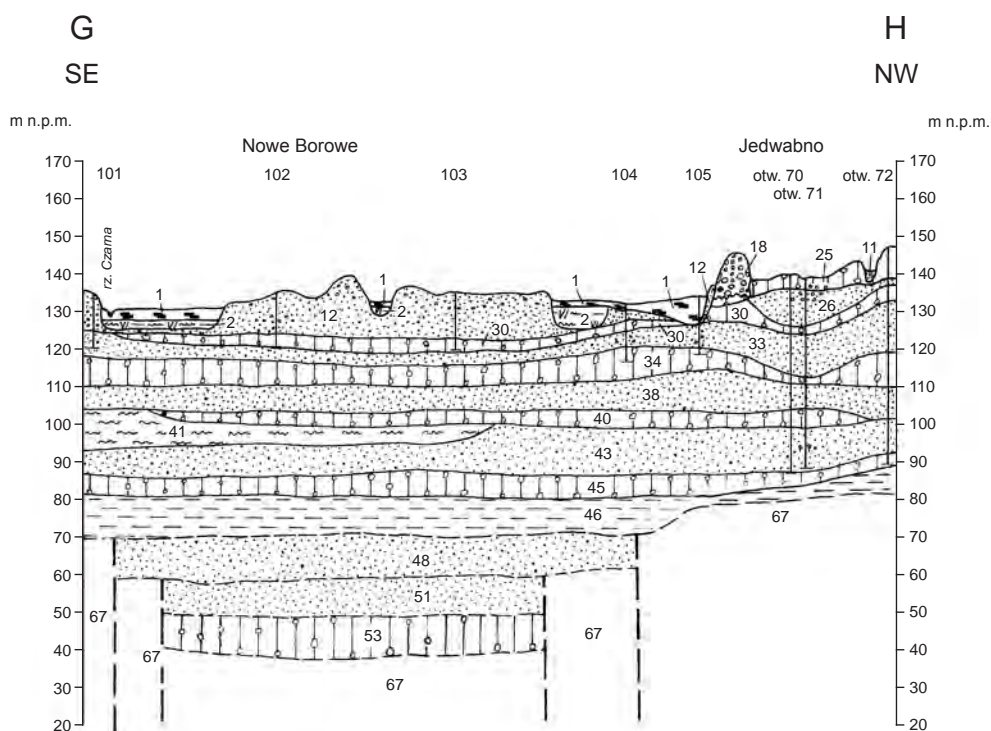 G H
SE NW
m n.p.m. m n.p.m.
Nowe Borowe Jedwabno
170 101 102 103 104 105 otw. 70 otw. 72 170
otw. 71
160 160
rz. Czarna
150 150
18 25 11
140 1 1 1 1 12 140
2 12 2 2 30 26
130 130
30 30 33
120 120
34
110 38 110
40
100 41 100
43
90 90
45
80 46 67 80
70 70
48
60 60
51
50 50
67 53 67
40 67 40
67
30 30
20 20